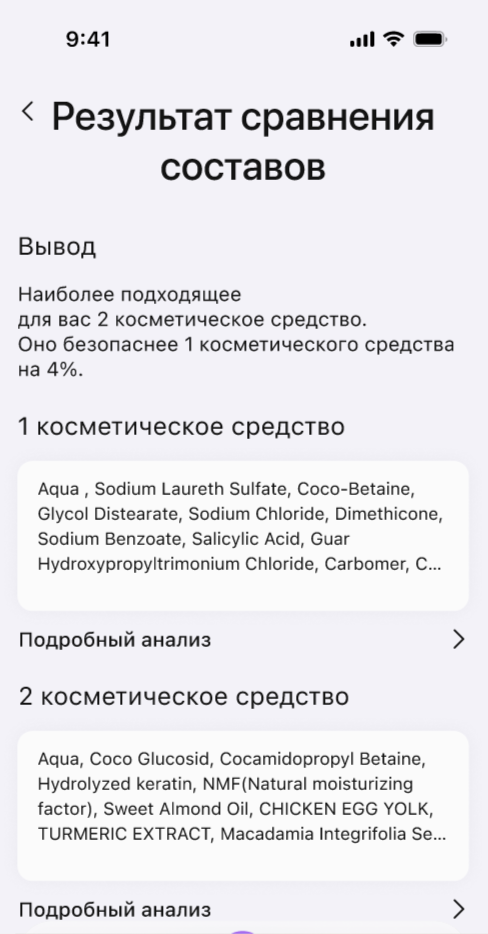 9:41
Результат сравнения
составов
Вывод
Наиболее подходящее
для вас 2 косметическое средство.
Оно безопаснее 1 косметического средства
на 4%.
1 косметическое средство
Aqua , Sodium Laureth Sulfate, Coco-Betaine,
Glycol Distearate, Sodium Chloride, Dimethicone,
Sodium Benzoate, Salicylic Acid, Guar
Hydroxypropyltrimonium Chloride, Carbomer, C...
Подробный анализ
2 косметическое средство
Aqua, Coco Glucosid, Cocamidopropyl Betaine,
Hydrolyzed keratin, NMF(Natural moisturizing
factor), Sweet Almond Oil, CHICKEN EGG YOLK,
TURMERIC EXTRACT, Macadamia Integrifolia Se...
Подробный анализ